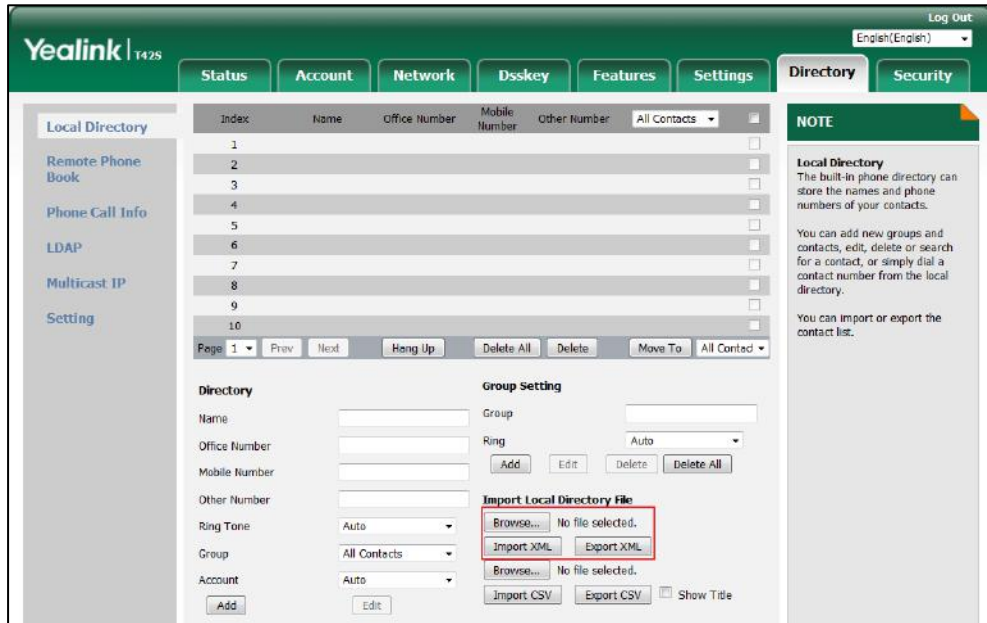 Log Out
Yealink T42S
English(English)
Status Account Network Dsskey Features Settings Directory Security
Local Directory
Remote Phone
Book
Phone Call Info
LDAP
Multicast IP
Setting
Index Name Office Number Mobile Number Other Number All Contacts
1
2
3
4
5
6
7
8
9
10
Page 1 Prev Next Hang Up Delete All Delete Move To All Contad
Directory
Name
Office Number
Mobile Number
Other Number
Ring Tone Auto
Group All Contacts
Account Auto
Add Edit
Group Setting
Group
Ring Auto
Add Edit Delete Delete All
Import Local Directory File
Browse... No file selected.
Import XML Export XML
Browse... No file selected.
Import CSV Export CSV Show Title
NOTE
Local Directory
The built-in phone directory can
store the names and phone
numbers of your contacts.
You can add new groups and
contacts, edit, delete or search
for a contact, or simply dial a
contact number from the local
directory.
You can import or export the
contact list.